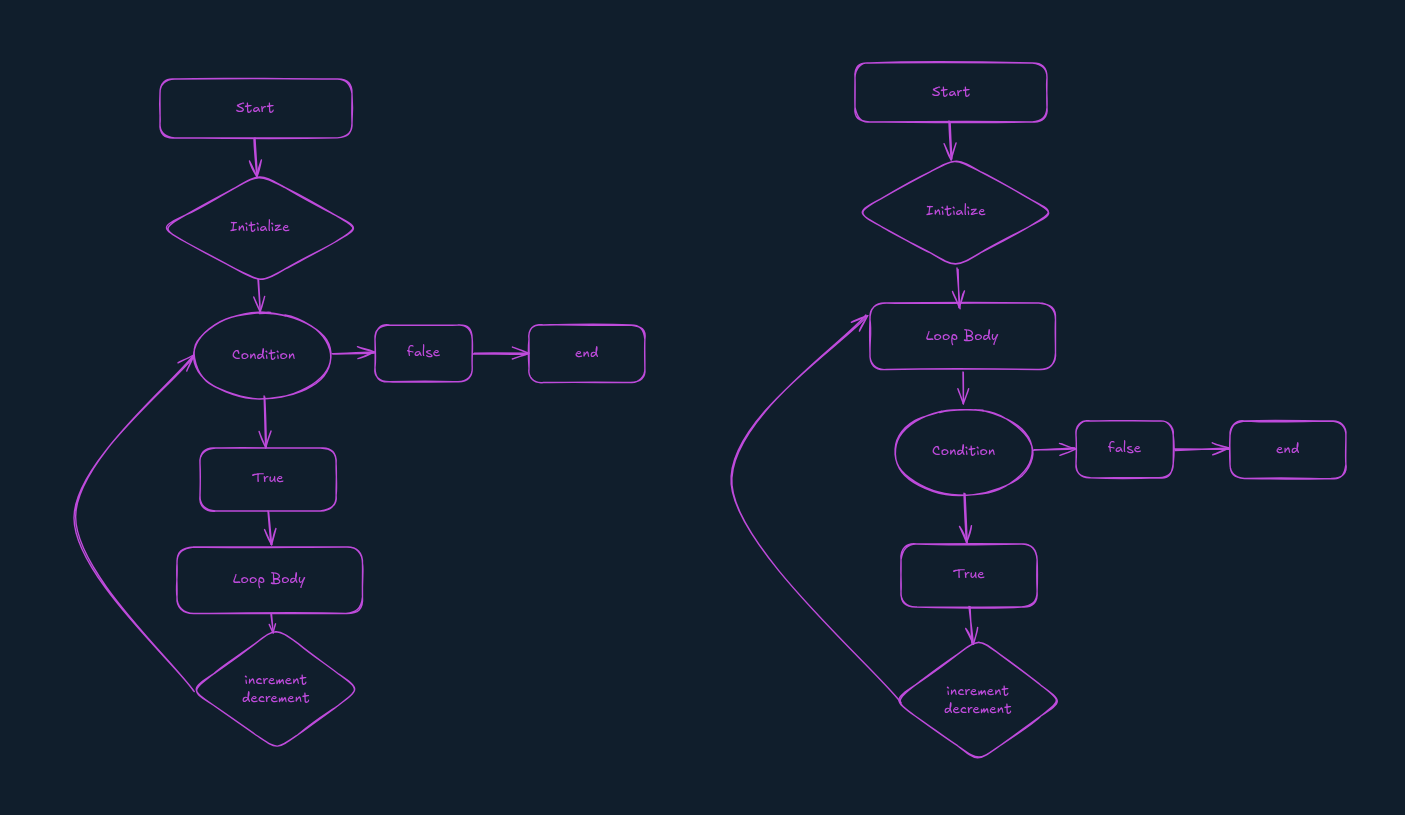 Start
Initialize
Condition
false
end
True
Loop Body
increment
decrement
Start
Initialize
Loop Body
Condition
false
end
True
increment
decrement